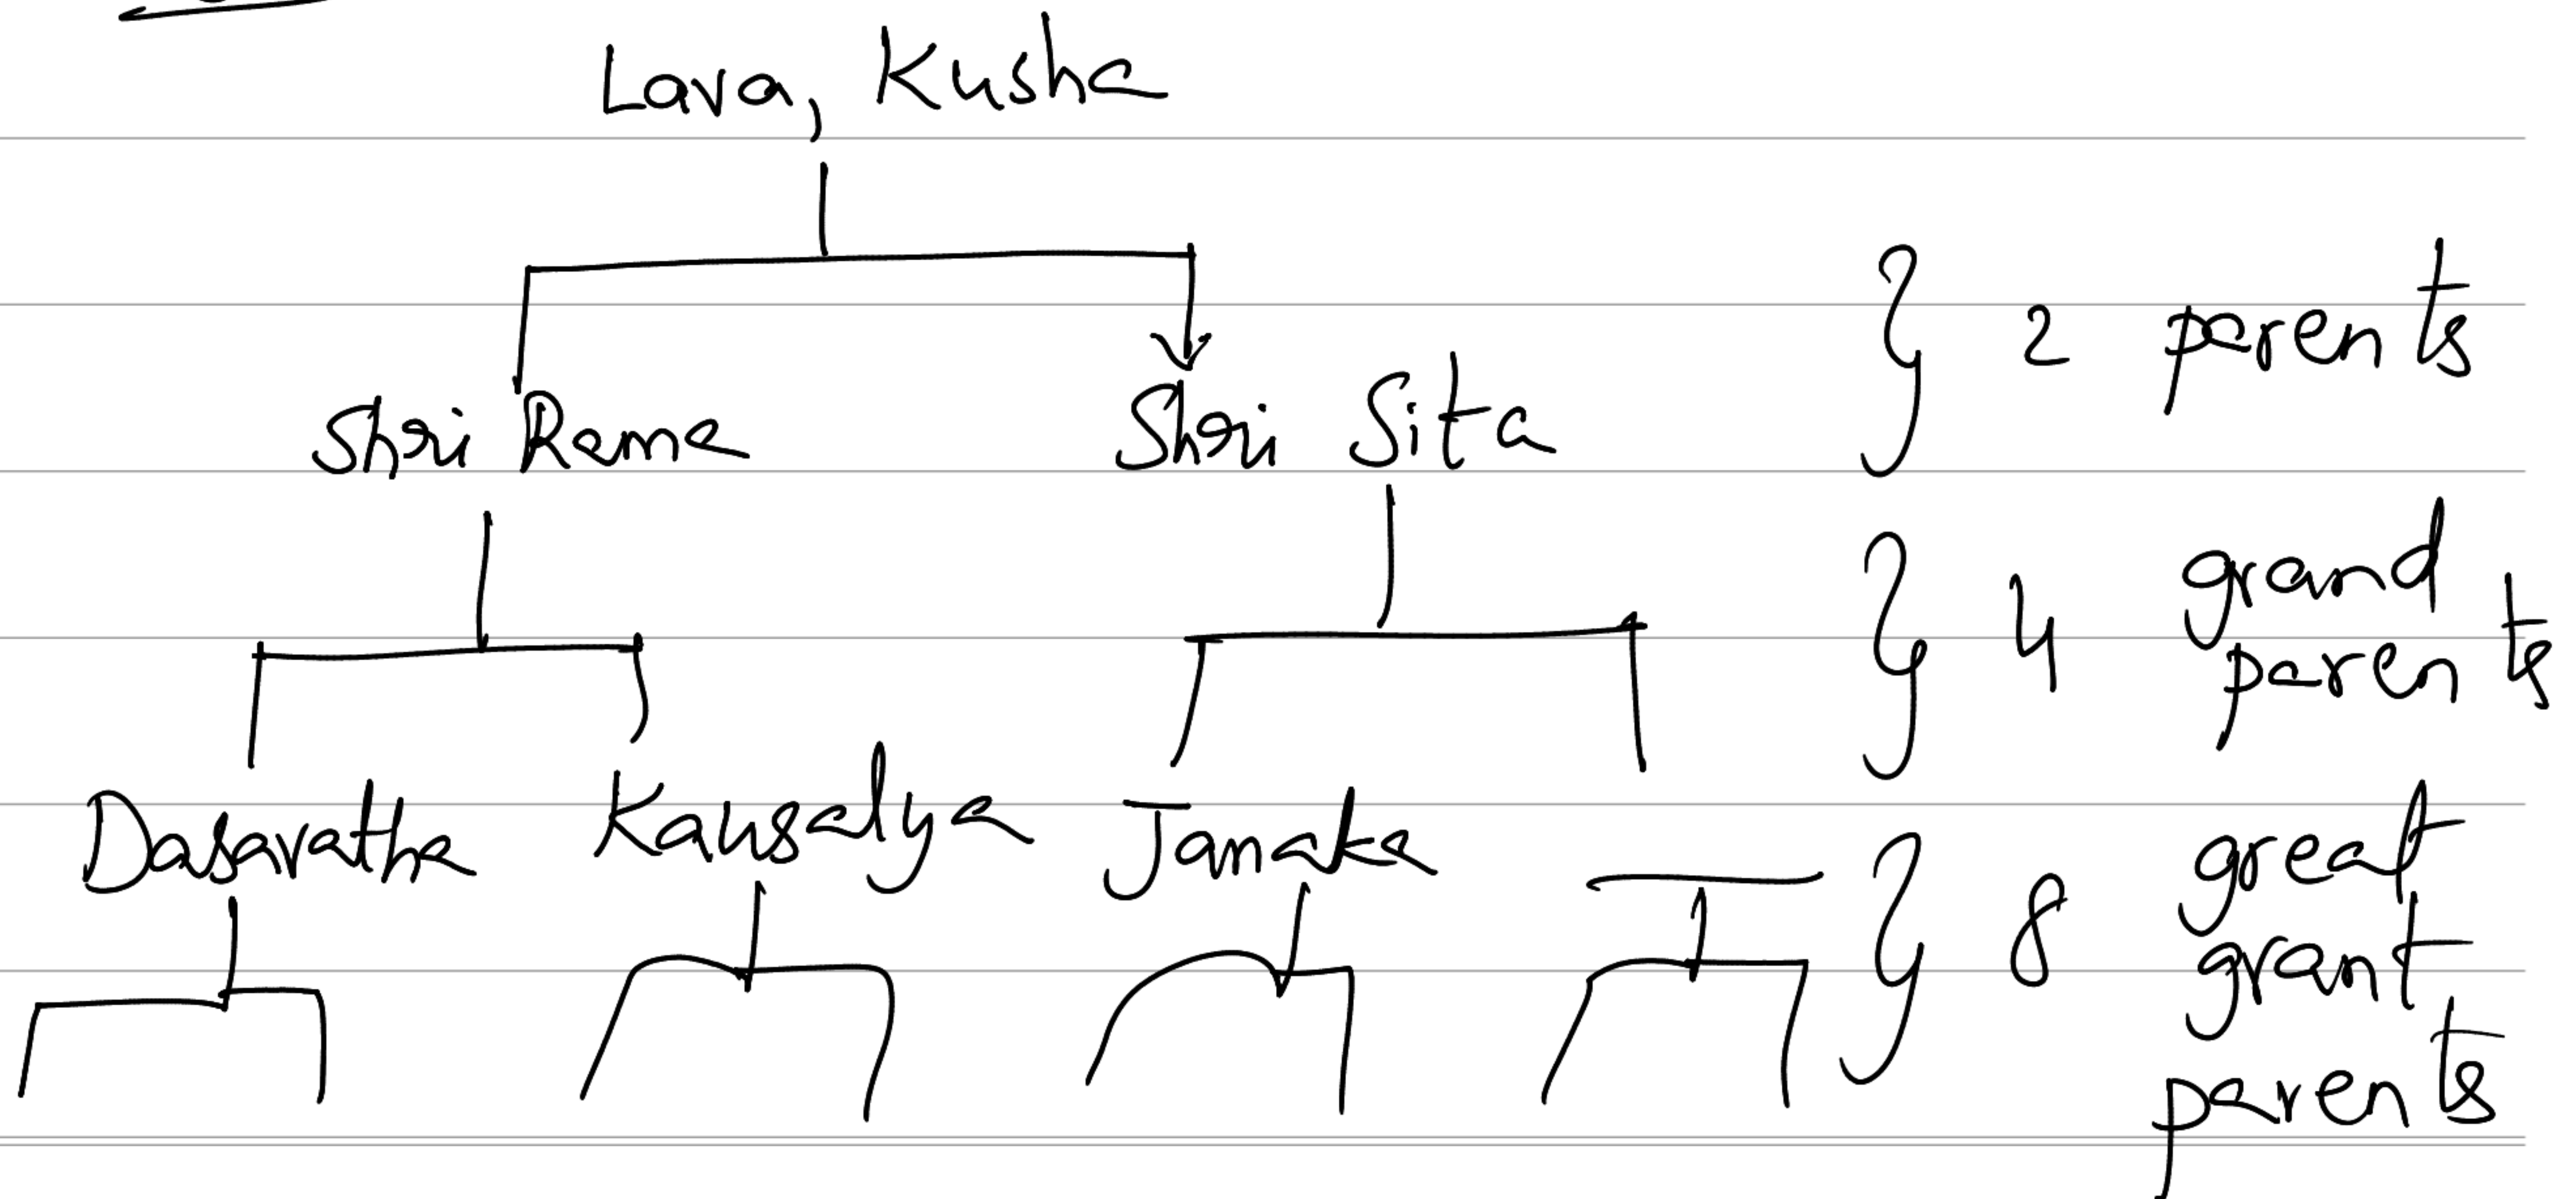 Lava, Kusha
Shri Rama Shri Sita } 2 parents
} 4 grand
parents
Dasaratha Kausalya Janaka
} 8 great
grant
parents